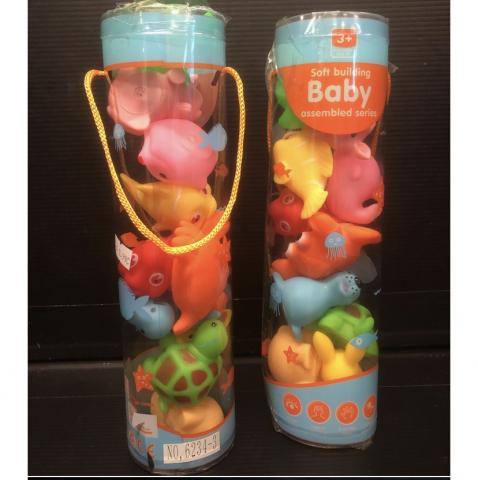 3+
Soft building
Baby
assembled series
NO, 6234-3